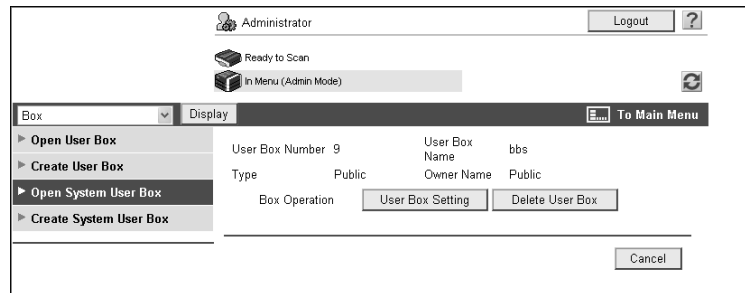 Administrator
Logout
?
Ready to Scan
In Menu (Admin Mode)
Box
Display
To Main Menu
Open User Box
Create User Box
Open System User Box
Create System User Box
User Box Number 9
User Box Name bbs
Type Public
Owner Name Public
Box Operation
User Box Setting
Delete User Box
Cancel